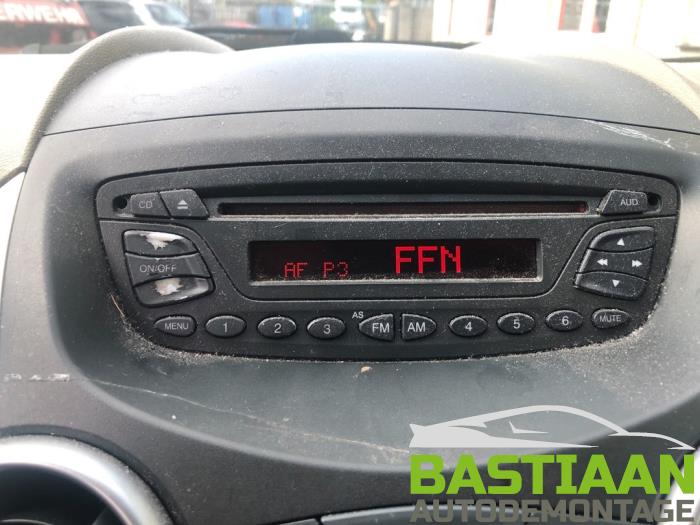 ERWEHR
CD
AUD
ON/OFF
AF P3 FFN
MENU 1 2 3 AS FM AM 4 5 6 MUTE
BASTIAAN
AUTODEMONTAGE